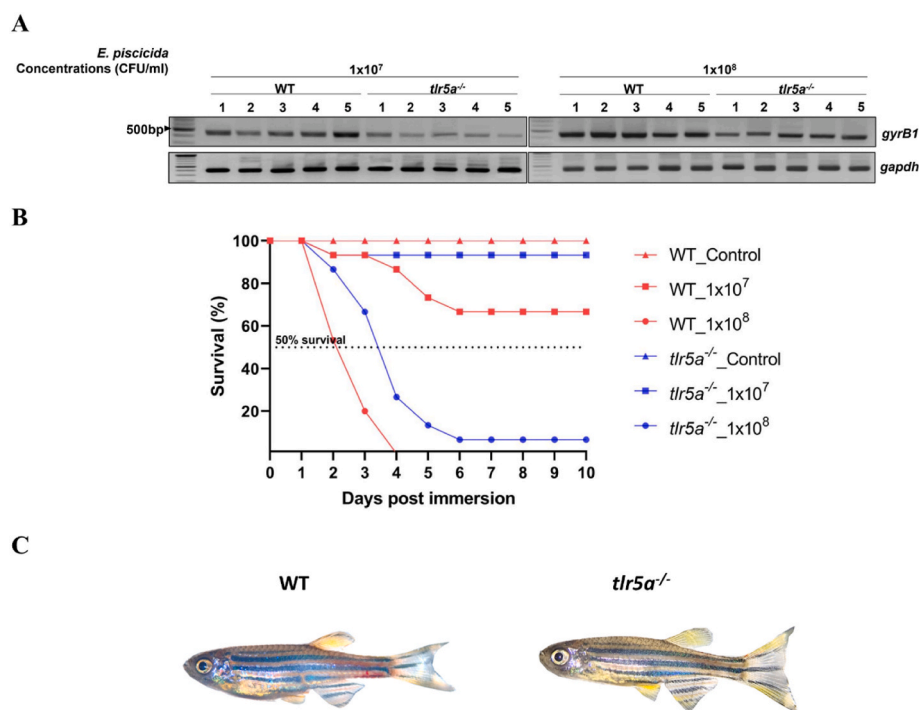 A
E. piscicida
Concentrations (CFU/ml)
1x10⁷
1x10⁸
WT
tlr5a⁻/⁻
WT
tlr5a⁻/⁻
1 2 3 4 5 1 2 3 4 5
1 2 3 4 5 1 2 3 4 5
500bp
gyrB1
gapdh
B
100
80
60
40
20
Survival (%)
50% survival
0 1 2 3 4 5 6 7 8 9 10
Days post immersion
WT_Control
WT_1x10⁷
WT_1x10⁸
tlr5a⁻/⁻_Control
tlr5a⁻/⁻_1x10⁷
tlr5a⁻/⁻_1x10⁸
C
WT
tlr5a⁻/⁻